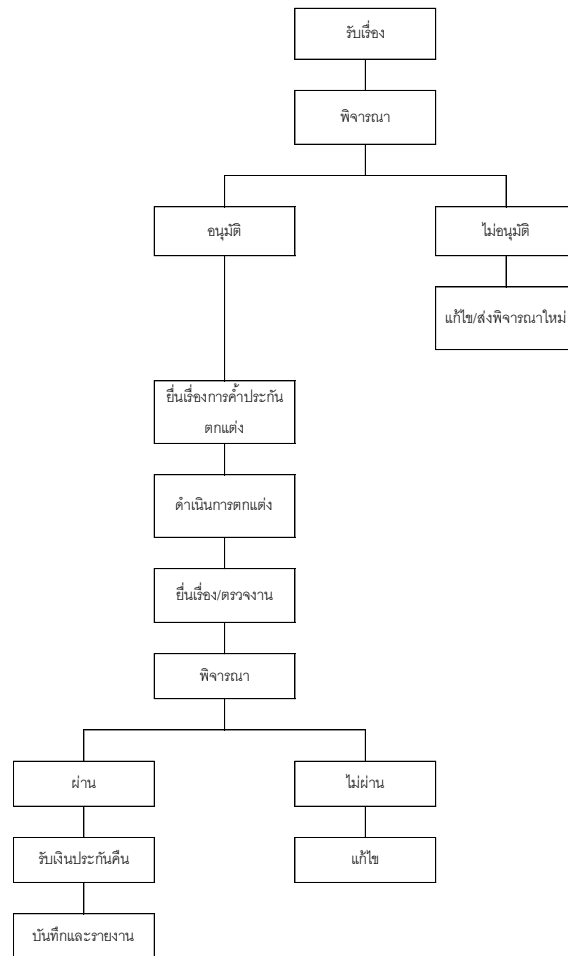 รับเรื่อง
พิจารณา
อนุมัติ
ไม่อนุมัติ
แก้ไข/ส่งพิจารณาใหม่
ยื่นเรื่องการค้ำประกัน
ตกแต่ง
ดำเนินการตกแต่ง
ยื่นเรื่อง/ตรวจงาน
พิจารณา
ผ่าน
ไม่ผ่าน
รับเงินประกันคืน
แก้ไข
บันทึกและรายงาน